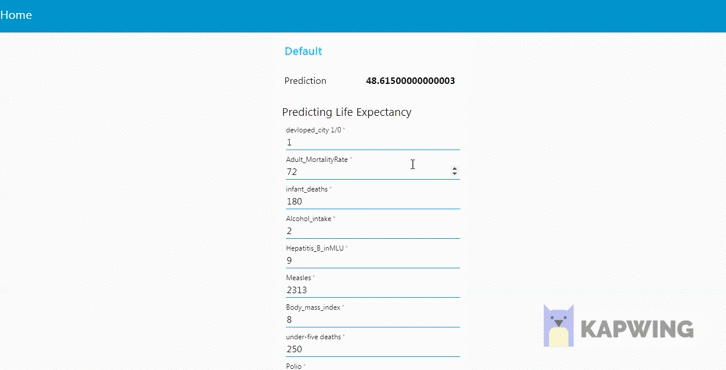 Home
Default
Prediction 48.61500000000003
Predicting Life Expectancy
devloped_city 1/0 *
1
Adult_MortalityRate *
72
infant_deaths *
180
Alcohol_intake *
2
Hepatitis_B_inMLU *
9
Measles *
2313
Body_mass_index *
8
under-five deaths *
250
Polio *
KAPWING